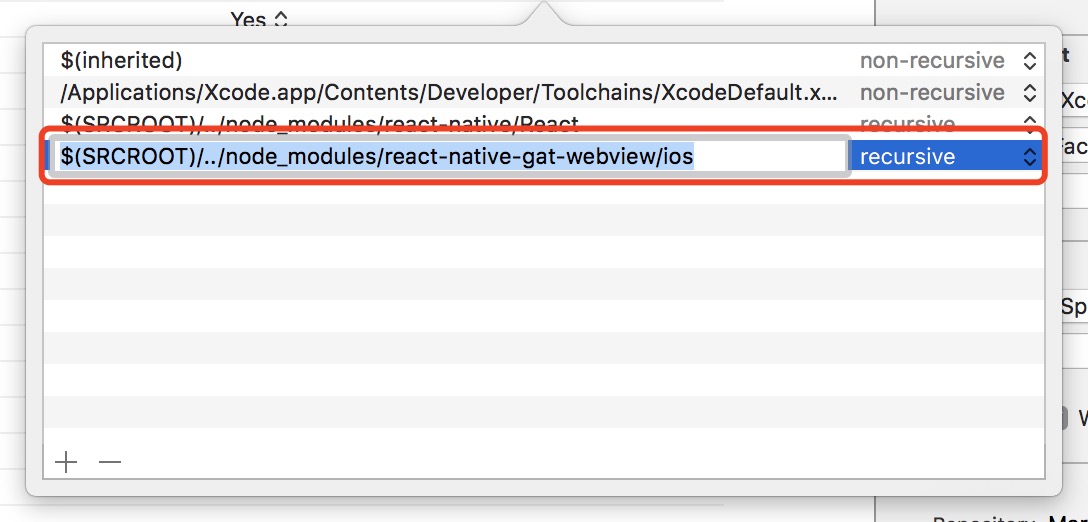 Yes
$(inherited) non-recursive
/Applications/Xcode.app/Contents/Developer/Toolchains/XcodeDefault.x... non-recursive
$(SRCROOT)/../node_modules/react-native/React recursive
$(SRCROOT)/../node_modules/react-native-gat-webview/ios recursive
t
Xc
Fac
Sp
W
Repository